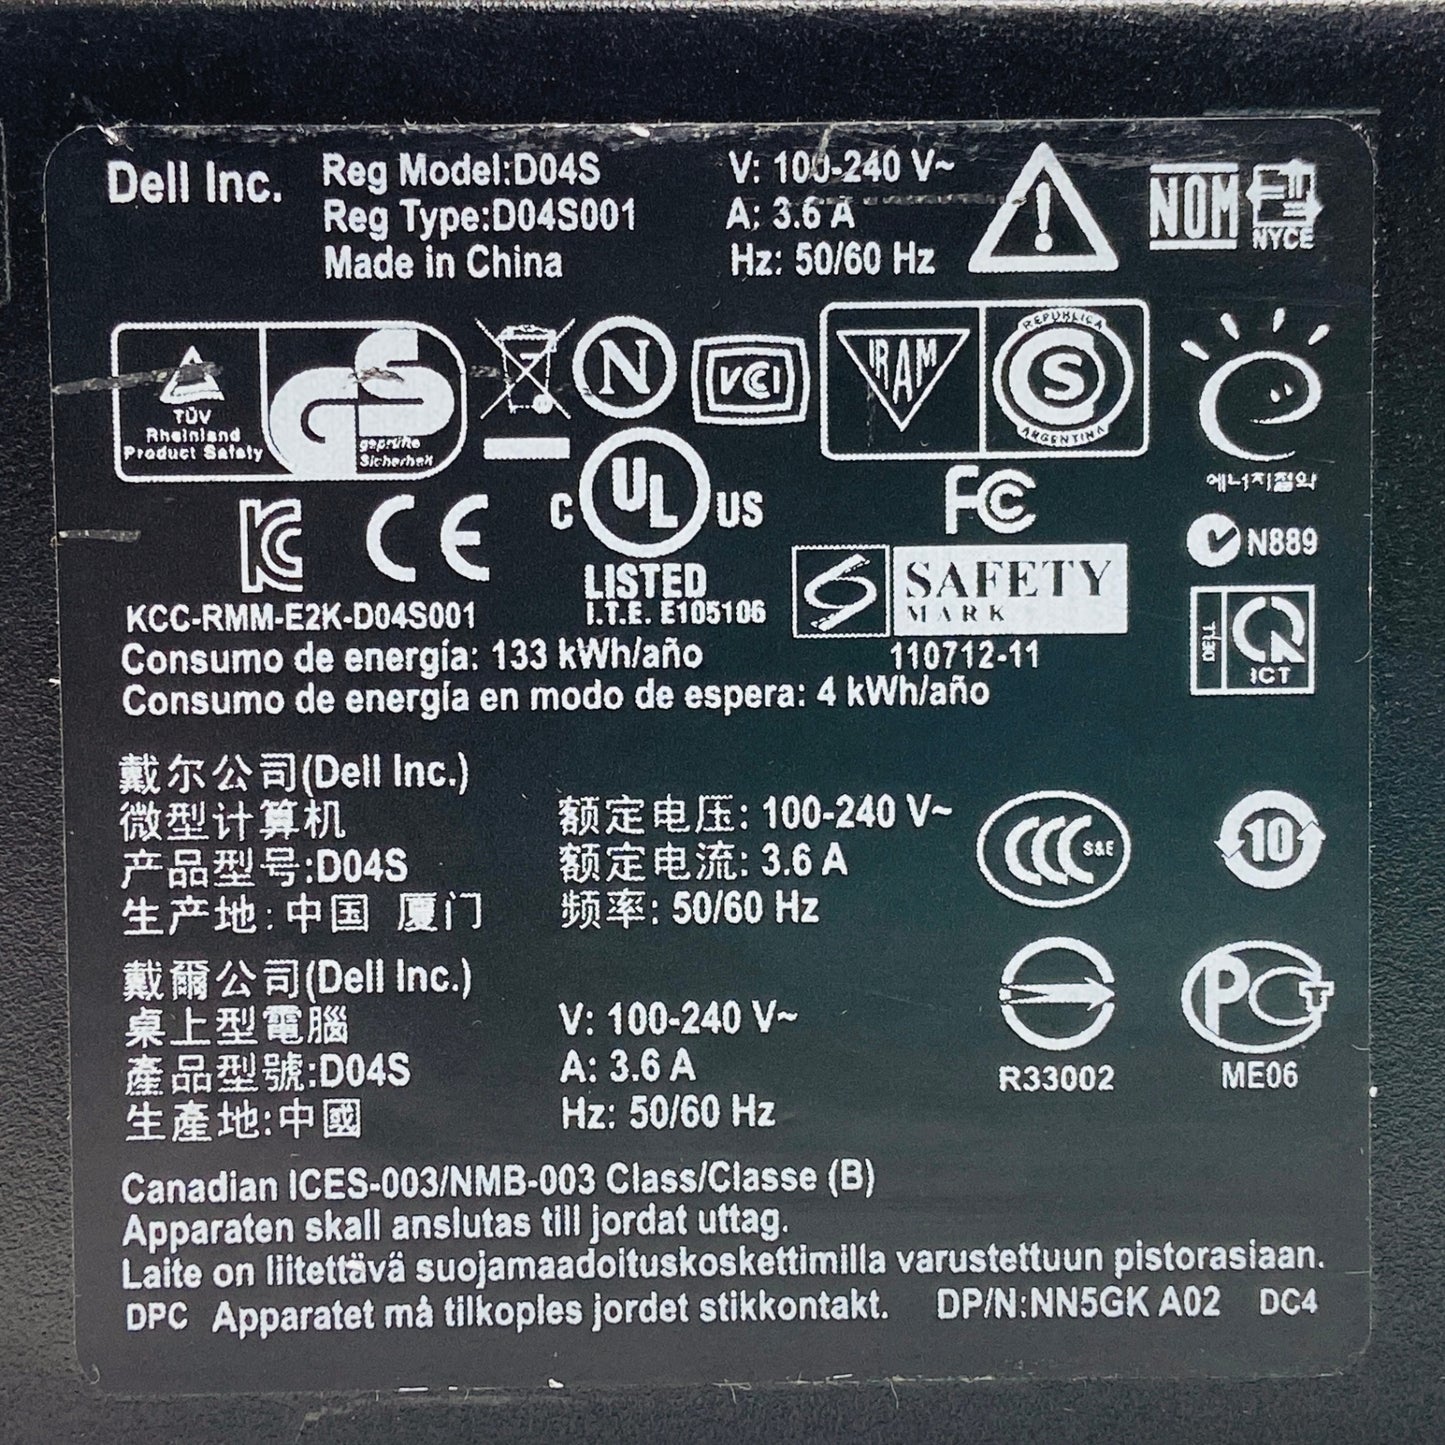 Dell Inc.
Reg Model:D04S
Reg Type:D04S001
Made in China
V: 100-240 V~
A: 3.6 A
Hz: 50/60 Hz
NOM
NYCE
TÜV
Rheinland
Product Safety
GS
geprüfte
Sicherheit
N
VCCI
IRAM
REPUBLICA
S
ARGENTINA
에너지절약
KC
CE
C UL US
LISTED
I.T.E. E105106
FC
SAFETY
MARK
110712-11
N889
DELL
ICT
KCC-RMM-E2K-D04S001
Consumo de energía: 133 kWh/año
Consumo de energía en modo de espera: 4 kWh/año
戴尔公司(Dell Inc.)
微型计算机
产品型号:D04S
生产地: 中国 厦门
额定电压: 100-240 V~
额定电流: 3.6 A
频率: 50/60 Hz
CCC S&E
10
戴爾公司(Dell Inc.)
桌上型電腦
產品型號:D04S
生產地:中國
V: 100-240 V~
A: 3.6 A
Hz: 50/60 Hz
R33002
PCT
ME06
Canadian ICES-003/NMB-003 Class/Classe (B)
Apparaten skall anslutas till jordat uttag.
Laite on liitettävä suojamaadoituskoskettimilla varustettuun pistorasiaan.
DPC Apparatet må tilkoples jordet stikkontakt. DP/N:NN5GK A02 DC4